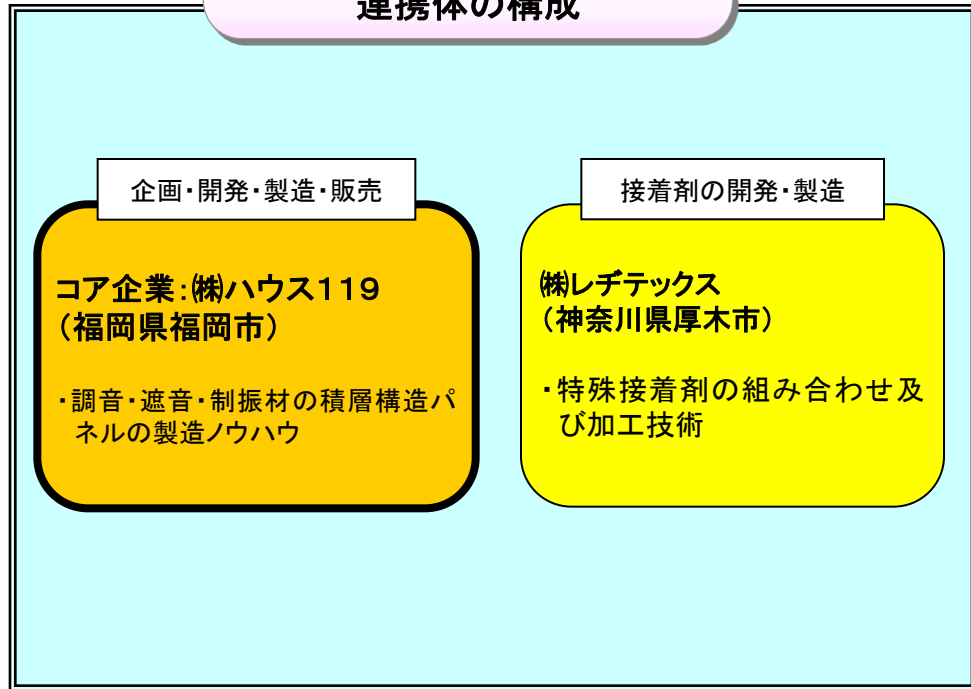 連携体の構成
企画・開発・製造・販売
コア企業：㈱ハウス１１９
（福岡県福岡市）
・調音・遮音・制振材の積層構造パ
ネルの製造ノウハウ
接着剤の開発・製造
㈱レヂテックス
（神奈川県厚木市）
・特殊接着剤の組み合わせ及
び加工技術